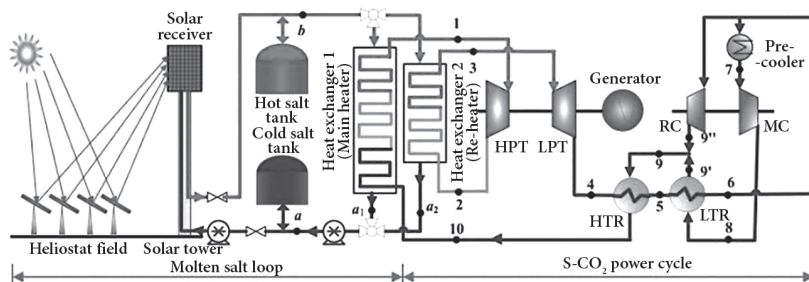 Solar
receiver
b
Hot salt
tank
Cold salt
tank
a
Heat exchanger 1
(Main heater)
a1
Heat exchanger 2
(Re-heater)
a2
1
3
2
10
HPT
LPT
Generator
4
HTR
5
LTR
6
9
9'
9"
8
RC
MC
7
Pre-
cooler
Heliostat field
Solar tower
Molten salt loop
S-CO2 power cycle